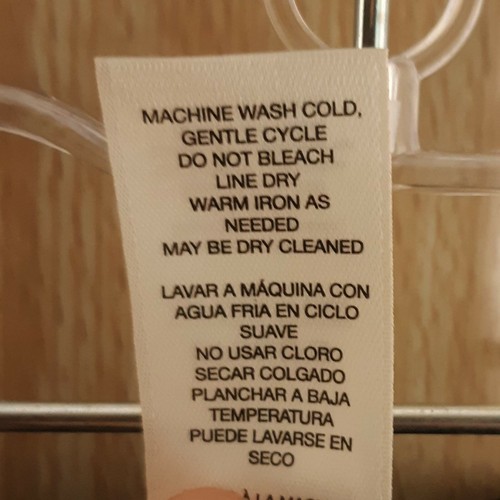 MACHINE WASH COLD,
GENTLE CYCLE
DO NOT BLEACH
LINE DRY
WARM IRON AS
NEEDED
MAY BE DRY CLEANED
LAVAR A MÁQUINA CON
AGUA FRIA EN CICLO
SUAVE
NO USAR CLORO
SECAR COLGADO
PLANCHAR A BAJA
TEMPERATURA
PUEDE LAVARSE EN
SECO